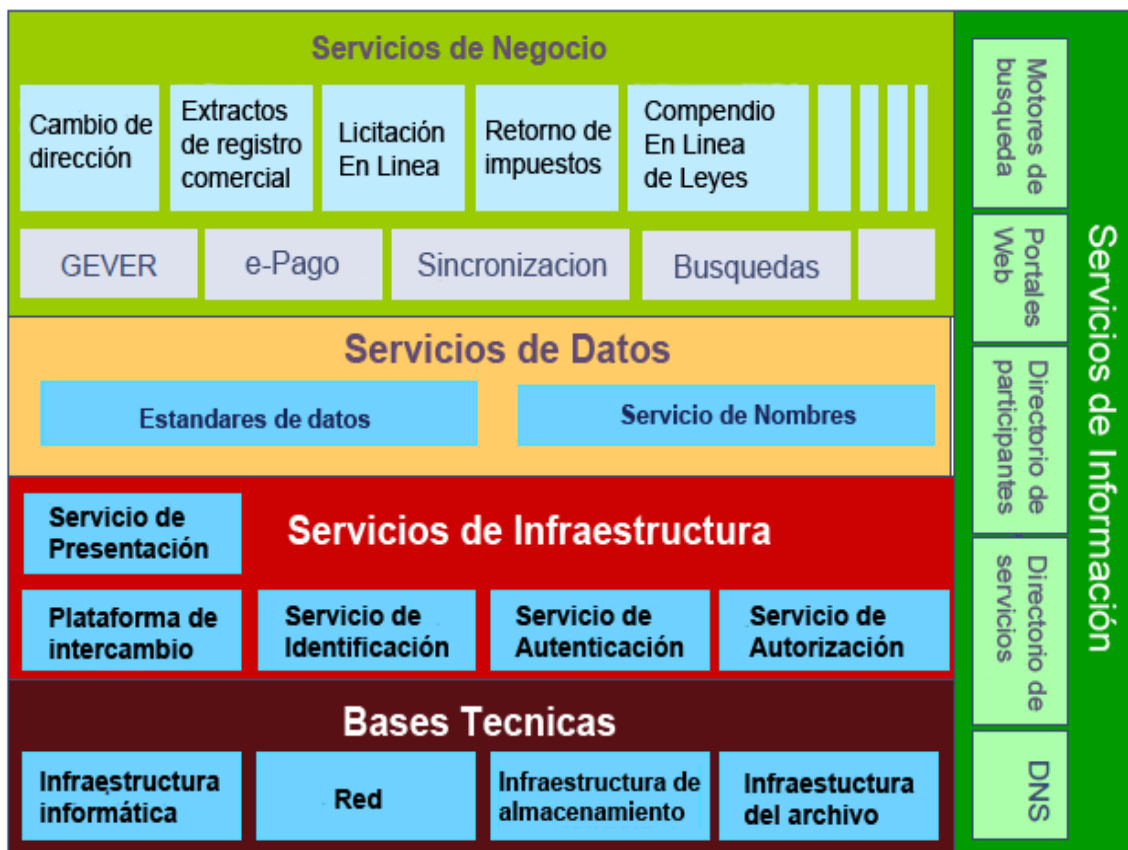 Servicios de Negocio
Cambio de
dirección
Extractos
de registro
comercial
Licitación
En Linea
Retorno de
impuestos
Compendio
En Linea
de Leyes
GEVER
e-Pago
Sincronizacion
Busquedas
Servicios de Datos
Estandares de datos
Servicio de Nombres
Servicio de
Presentación
Servicios de Infraestructura
Plataforma de
intercambio
Servicio de
Identificación
Servicio de
Autenticación
Servicio de
Autorización
Bases Tecnicas
Infraestructura
informática
Red
Infraestructura de
almacenamiento
Infraestuctura
del archivo
Servicios de Información
Motores de
busqueda
Portales
Web
Directorio de
participantes
Directorio de
servicios
DNS